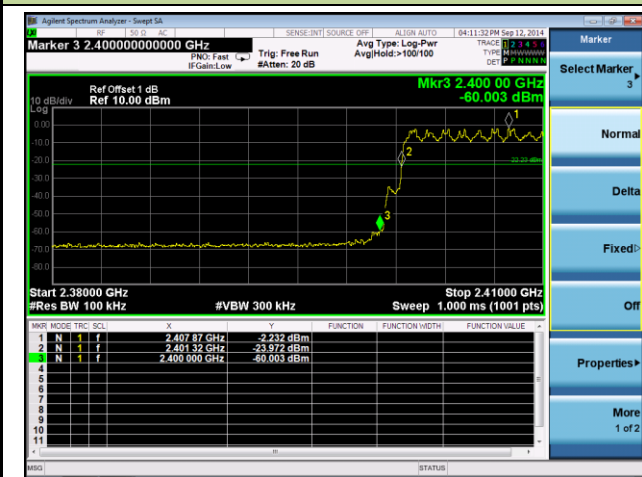 Agilent Spectrum Analyzer - Swept SA
RF 50 Ω AC SENSE:INT SOURCE OFF ALIGN AUTO 04:11:32 PM Sep 12, 2014
Marker 3 2.400000000000 GHz
PNO: Fast
IFGain:Low
Trig: Free Run
#Atten: 20 dB
Avg Type: Log-Pwr
Avg|Hold:>100/100
TRACE 1 2 3 4 5 6
TYPE M
DET P P N N N N
Ref Offset 1 dB
Ref 10.00 dBm
10 dB/div
Log
Mkr3 2.400 00 GHz
-60.003 dBm
0.00
-10.0
-20.0
-30.0
-40.0
-50.0
-60.0
-70.0
-80.0
1
2
3
-22.23 dBm
Start 2.38000 GHz Stop 2.41000 GHz
#Res BW 100 kHz #VBW 300 kHz Sweep 1.000 ms (1001 pts)
MKR MODE TRC SCL X Y FUNCTION FUNCTION WIDTH FUNCTION VALUE
1 N 1 f 2.407 87 GHz -2.232 dBm
2 N 1 f 2.401 32 GHz -23.972 dBm
3 N 1 f 2.400 000 GHz -60.003 dBm
4
5
6
7
8
9
10
11
MSG STATUS
Marker
Select Marker
3
Normal
Delta
Fixed
Off
Properties
More
1 of 2